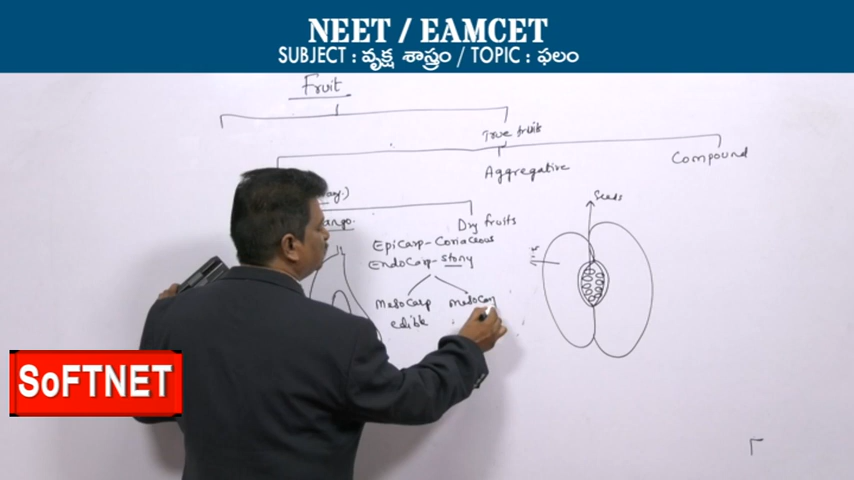 NEET / EAMCET
SUBJECT : వృక్ష శాస్త్రం / TOPIC : ఫలం
Fruit
True fruits
Aggregative
Compound
Dry fruits
Seeds
Epicarp - Coriaceous
Endocarp - stony
Mesocarp
edible
mesocarp
SoFTNET